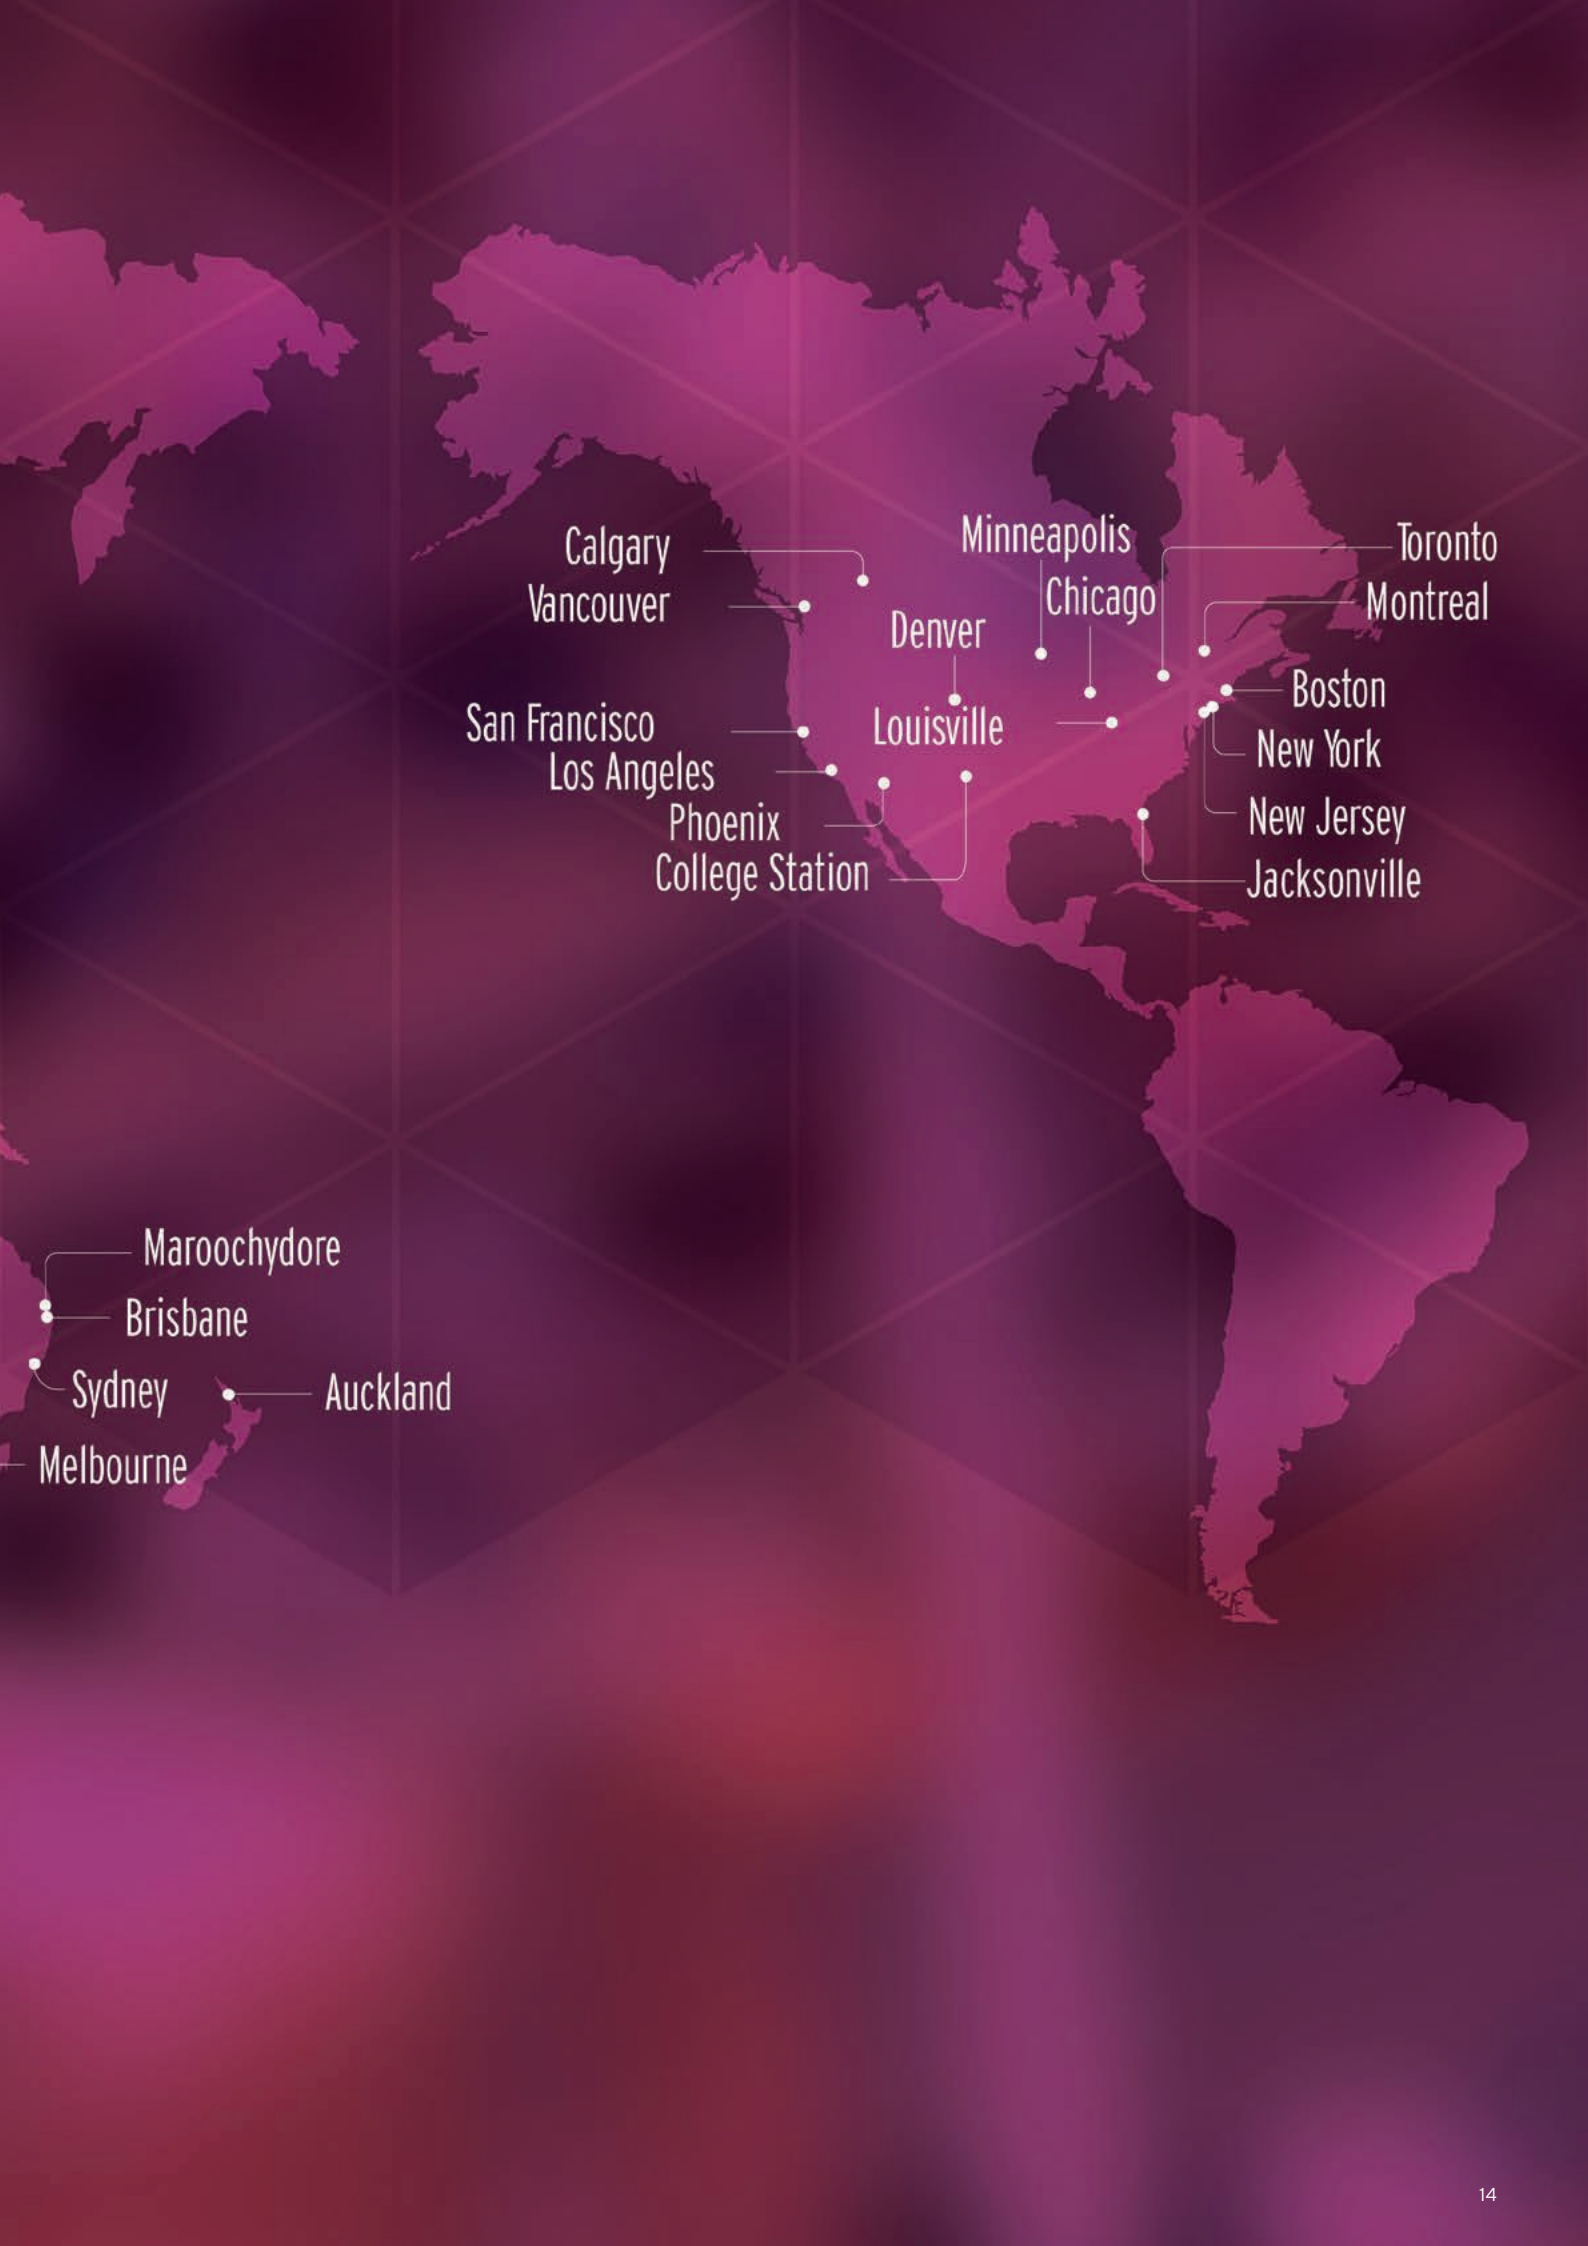 Minneapolis
Toronto
Calgary
Chicago
Montreal
Vancouver
Denver
Boston
San Francisco
Louisville
New York
Los Angeles
Phoenix
New Jersey
College Station
Jacksonville
Maroochydore
Brisbane
Sydney
Auckland
Melbourne
14